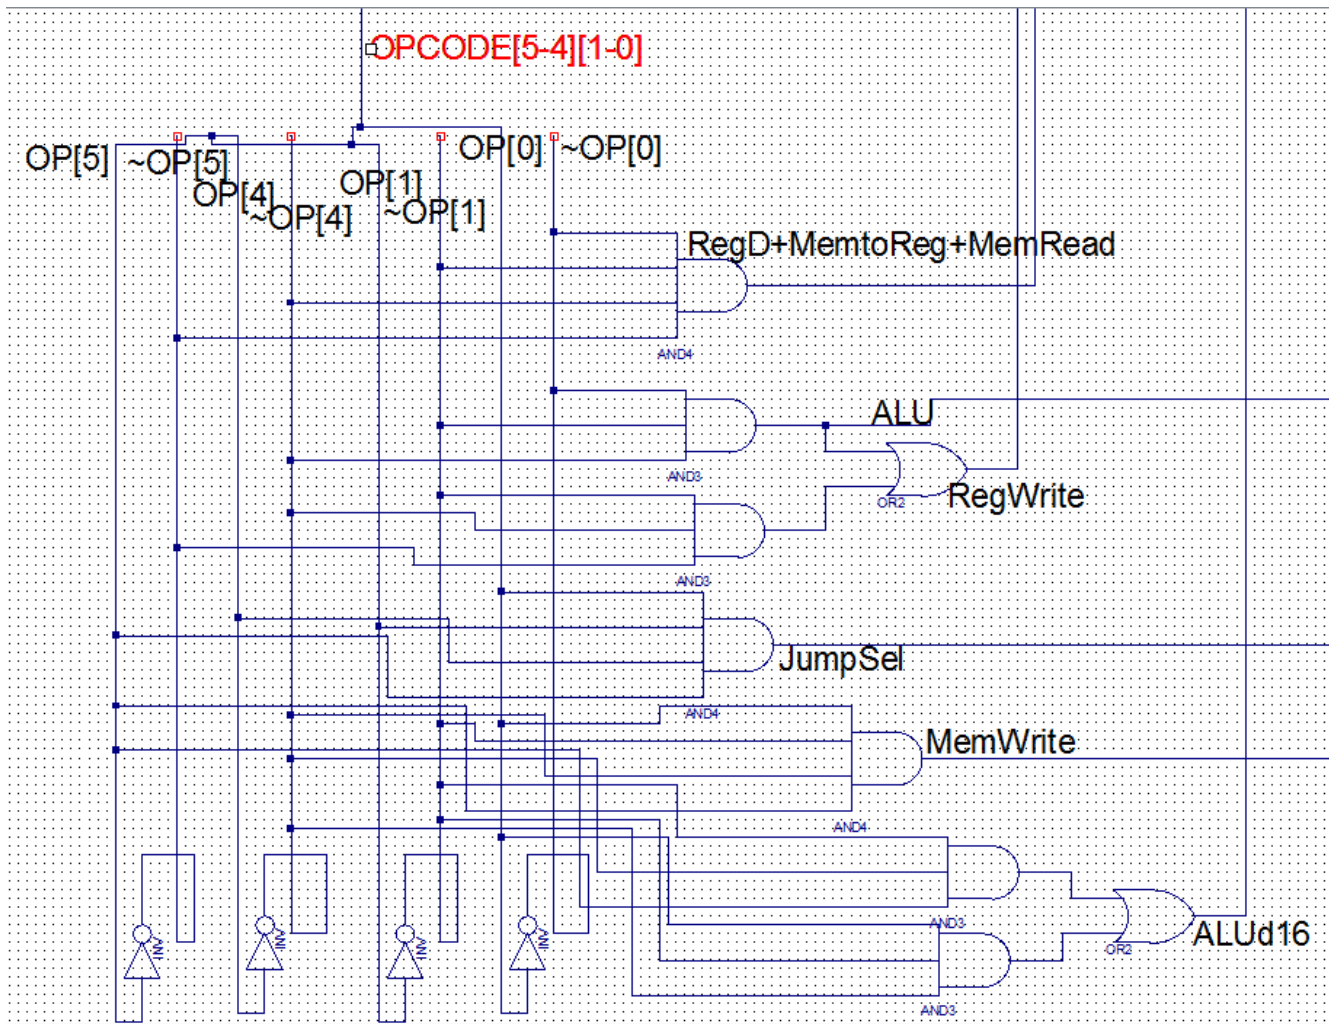 OPCODE[5-4][1-0]
OP[5]
~OP[5]
OP[4]
~OP[4]
OP[1]
~OP[1]
OP[0]
~OP[0]
RegD+MemtoReg+MemRead
AND4
ALU
AND3
OR2
RegWrite
AND3
JumpSel
AND4
MemWrite
AND4
AND3
OR2
ALUd16
AND3
INV
INV
INV
INV